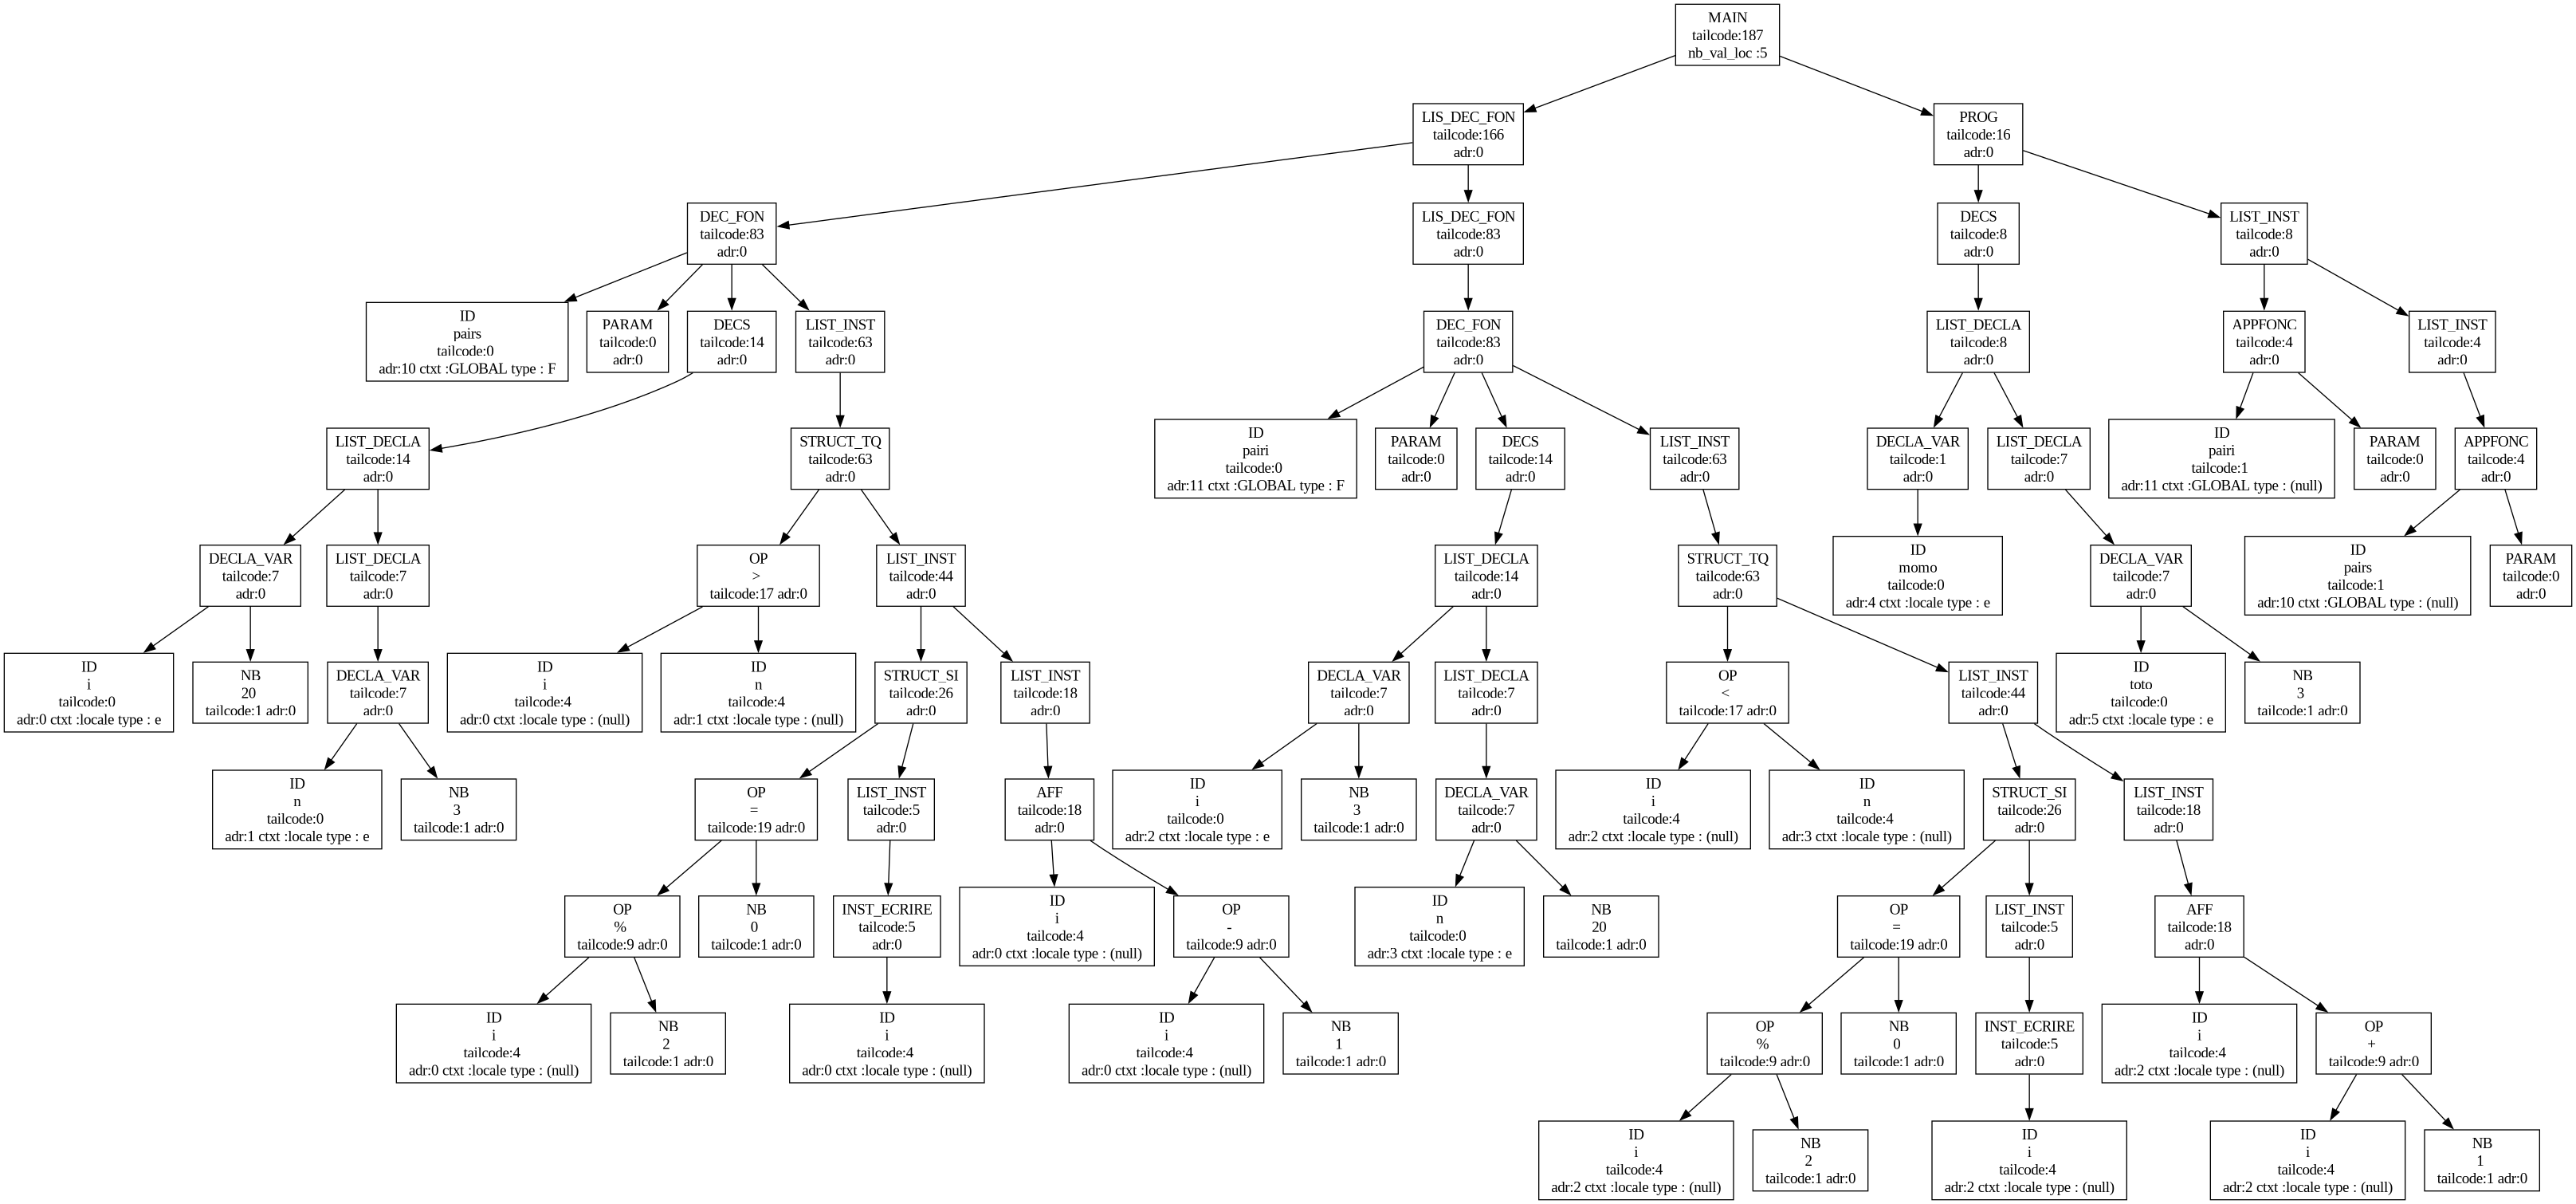 MAIN
tailcode:187
nb_val_loc :5
LIS_DEC_FON
tailcode:166
adr:0
PROG
tailcode:16
adr:0
DEC_FON
tailcode:83
adr:0
LIS_DEC_FON
tailcode:83
adr:0
DECS
tailcode:8
adr:0
LIST_INST
tailcode:8
adr:0
ID
pairs
tailcode:0
adr:10 ctxt :GLOBAL type : F
PARAM
tailcode:0
adr:0
DECS
tailcode:14
adr:0
LIST_INST
tailcode:63
adr:0
DEC_FON
tailcode:83
adr:0
LIST_DECLA
tailcode:8
adr:0
APPFONC
tailcode:4
adr:0
LIST_INST
tailcode:4
adr:0
LIST_DECLA
tailcode:14
adr:0
STRUCT_TQ
tailcode:63
adr:0
ID
pairi
tailcode:0
adr:11 ctxt :GLOBAL type : F
PARAM
tailcode:0
adr:0
DECS
tailcode:14
adr:0
LIST_INST
tailcode:63
adr:0
DECLA_VAR
tailcode:1
adr:0
LIST_DECLA
tailcode:7
adr:0
ID
pairi
tailcode:1
adr:11 ctxt :GLOBAL type : (null)
PARAM
tailcode:0
adr:0
APPFONC
tailcode:4
adr:0
DECLA_VAR
tailcode:7
adr:0
LIST_DECLA
tailcode:7
adr:0
OP
>
tailcode:17 adr:0
LIST_INST
tailcode:44
adr:0
LIST_DECLA
tailcode:14
adr:0
STRUCT_TQ
tailcode:63
adr:0
ID
momo
tailcode:0
adr:4 ctxt :locale type : e
DECLA_VAR
tailcode:7
adr:0
ID
pairs
tailcode:1
adr:10 ctxt :GLOBAL type : (null)
PARAM
tailcode:0
adr:0
ID
i
tailcode:0
adr:0 ctxt :locale type : e
NB
20
tailcode:1 adr:0
DECLA_VAR
tailcode:7
adr:0
ID
i
tailcode:4
adr:0 ctxt :locale type : (null)
ID
n
tailcode:4
adr:1 ctxt :locale type : (null)
STRUCT_SI
tailcode:26
adr:0
LIST_INST
tailcode:18
adr:0
DECLA_VAR
tailcode:7
adr:0
LIST_DECLA
tailcode:7
adr:0
OP
<
tailcode:17 adr:0
LIST_INST
tailcode:44
adr:0
ID
toto
tailcode:0
adr:5 ctxt :locale type : e
NB
3
tailcode:1 adr:0
ID
n
tailcode:0
adr:1 ctxt :locale type : e
NB
3
tailcode:1 adr:0
OP
=
tailcode:19 adr:0
LIST_INST
tailcode:5
adr:0
AFF
tailcode:18
adr:0
ID
i
tailcode:0
adr:2 ctxt :locale type : e
NB
3
tailcode:1 adr:0
DECLA_VAR
tailcode:7
adr:0
ID
i
tailcode:4
adr:2 ctxt :locale type : (null)
ID
n
tailcode:4
adr:3 ctxt :locale type : (null)
STRUCT_SI
tailcode:26
adr:0
LIST_INST
tailcode:18
adr:0
OP
%
tailcode:9 adr:0
NB
0
tailcode:1 adr:0
INST_ECRIRE
tailcode:5
adr:0
ID
i
tailcode:4
adr:0 ctxt :locale type : (null)
OP
-
tailcode:9 adr:0
ID
n
tailcode:0
adr:3 ctxt :locale type : e
NB
20
tailcode:1 adr:0
OP
=
tailcode:19 adr:0
LIST_INST
tailcode:5
adr:0
AFF
tailcode:18
adr:0
ID
i
tailcode:4
adr:0 ctxt :locale type : (null)
NB
2
tailcode:1 adr:0
ID
i
tailcode:4
adr:0 ctxt :locale type : (null)
ID
i
tailcode:4
adr:0 ctxt :locale type : (null)
NB
1
tailcode:1 adr:0
OP
%
tailcode:9 adr:0
NB
0
tailcode:1 adr:0
INST_ECRIRE
tailcode:5
adr:0
ID
i
tailcode:4
adr:2 ctxt :locale type : (null)
OP
+
tailcode:9 adr:0
ID
i
tailcode:4
adr:2 ctxt :locale type : (null)
NB
2
tailcode:1 adr:0
ID
i
tailcode:4
adr:2 ctxt :locale type : (null)
ID
i
tailcode:4
adr:2 ctxt :locale type : (null)
NB
1
tailcode:1 adr:0